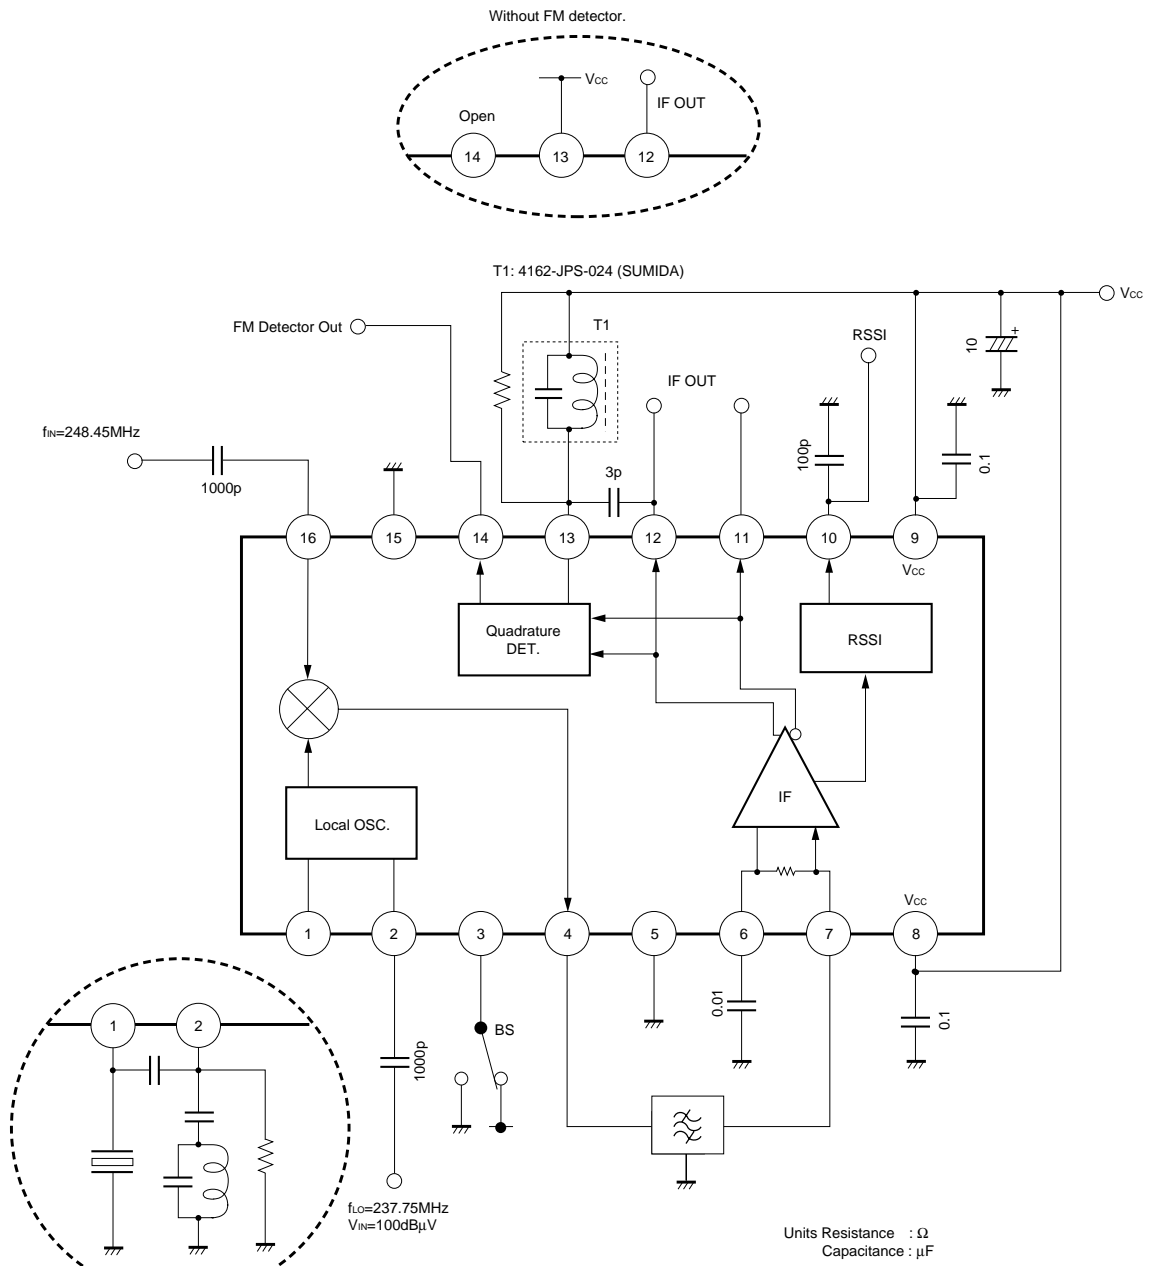 Without FM detector.
Vcc
IF OUT
Open
14
13
12
T1: 4162-JPS-024 (SUMIDA)
Vcc
FM Detector Out
T1
RSSI
10
+
IF OUT
fIN=248.45MHz
1000p
3p
100p
0.1
16
15
14
13
12
11
10
9
Vcc
Quadrature
DET.
RSSI
IF
Local OSC.
Vcc
1
2
3
4
5
6
7
8
0.01
0.1
BS
1000p
1
2
fLO=237.75MHz
VIN=100dBµV
Units Resistance : Ω
Capacitance : µF